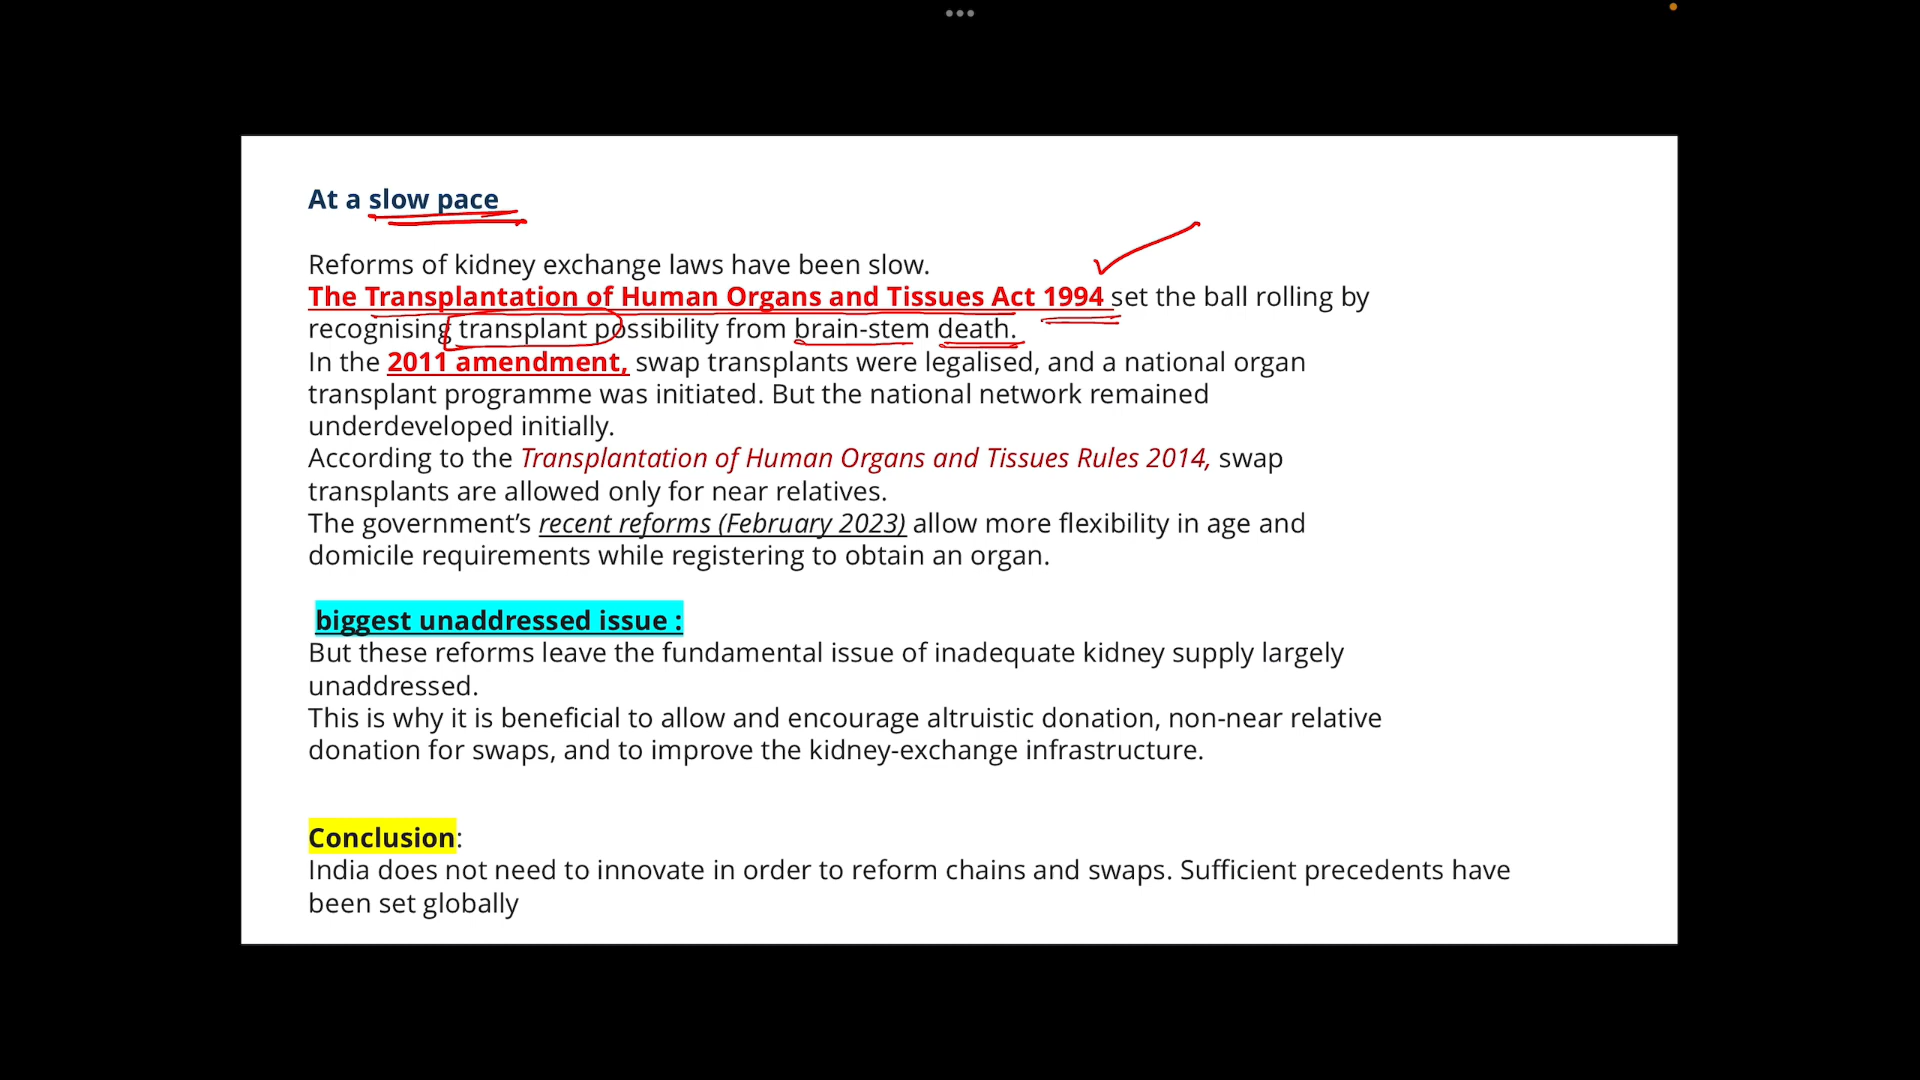 At a slow pace
Reforms of kidney exchange laws have been slow.
The Transplantation of Human Organs and Tissues Act 1994 set the ball rolling by
recognising transplant possibility from brain-stem death.
In the 2011 amendment, swap transplants were legalised, and a national organ
transplant programme was initiated. But the national network remained
underdeveloped initially.
According to the Transplantation of Human Organs and Tissues Rules 2014, swap
transplants are allowed only for near relatives.
The government’s recent reforms (February 2023) allow more flexibility in age and
domicile requirements while registering to obtain an organ.
biggest unaddressed issue :
But these reforms leave the fundamental issue of inadequate kidney supply largely
unaddressed.
This is why it is beneficial to allow and encourage altruistic donation, non-near relative
donation for swaps, and to improve the kidney-exchange infrastructure.
Conclusion:
India does not need to innovate in order to reform chains and swaps. Sufficient precedents have
been set globally